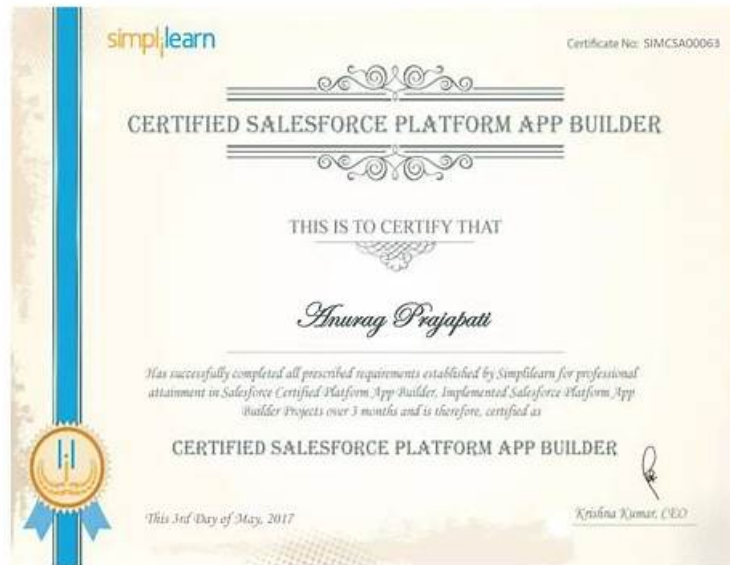 simplilearn
Certificate No: SIMCSA00063
CERTIFIED SALESFORCE PLATFORM APP BUILDER
THIS IS TO CERTIFY THAT
Anurag Prajapati
Has successfully completed all prescribed requirements established by Simplilearn for professional
attainment in Salesforce Certified Platform App Builder, Implemented Salesforce Platform App
Builder Projects over 3 months and is therefore, certified as
CERTIFIED SALESFORCE PLATFORM APP BUILDER
This 3rd Day of May, 2017
Krishna Kumar, CEO